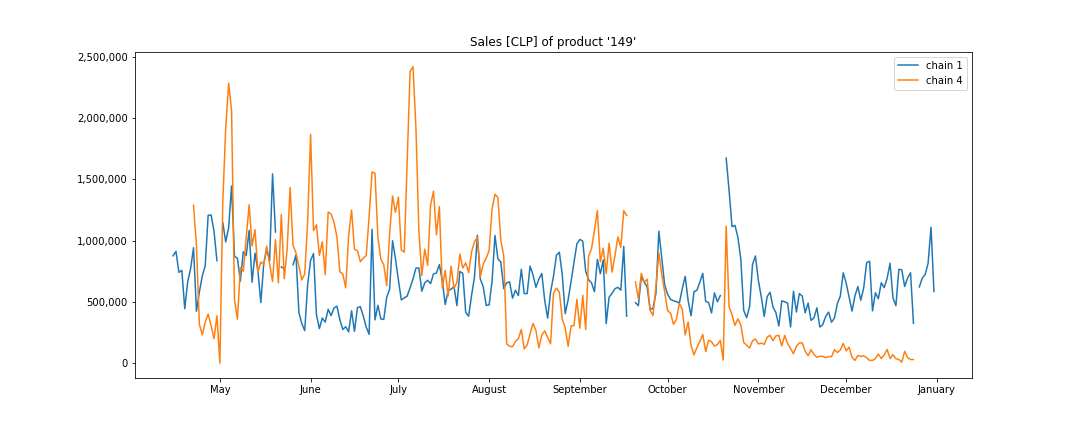 Sales [CLP] of product '149'
2,500,000
2,000,000
1,500,000
1,000,000
500,000
0
chain 1
chain 4
May June July August September October November December January